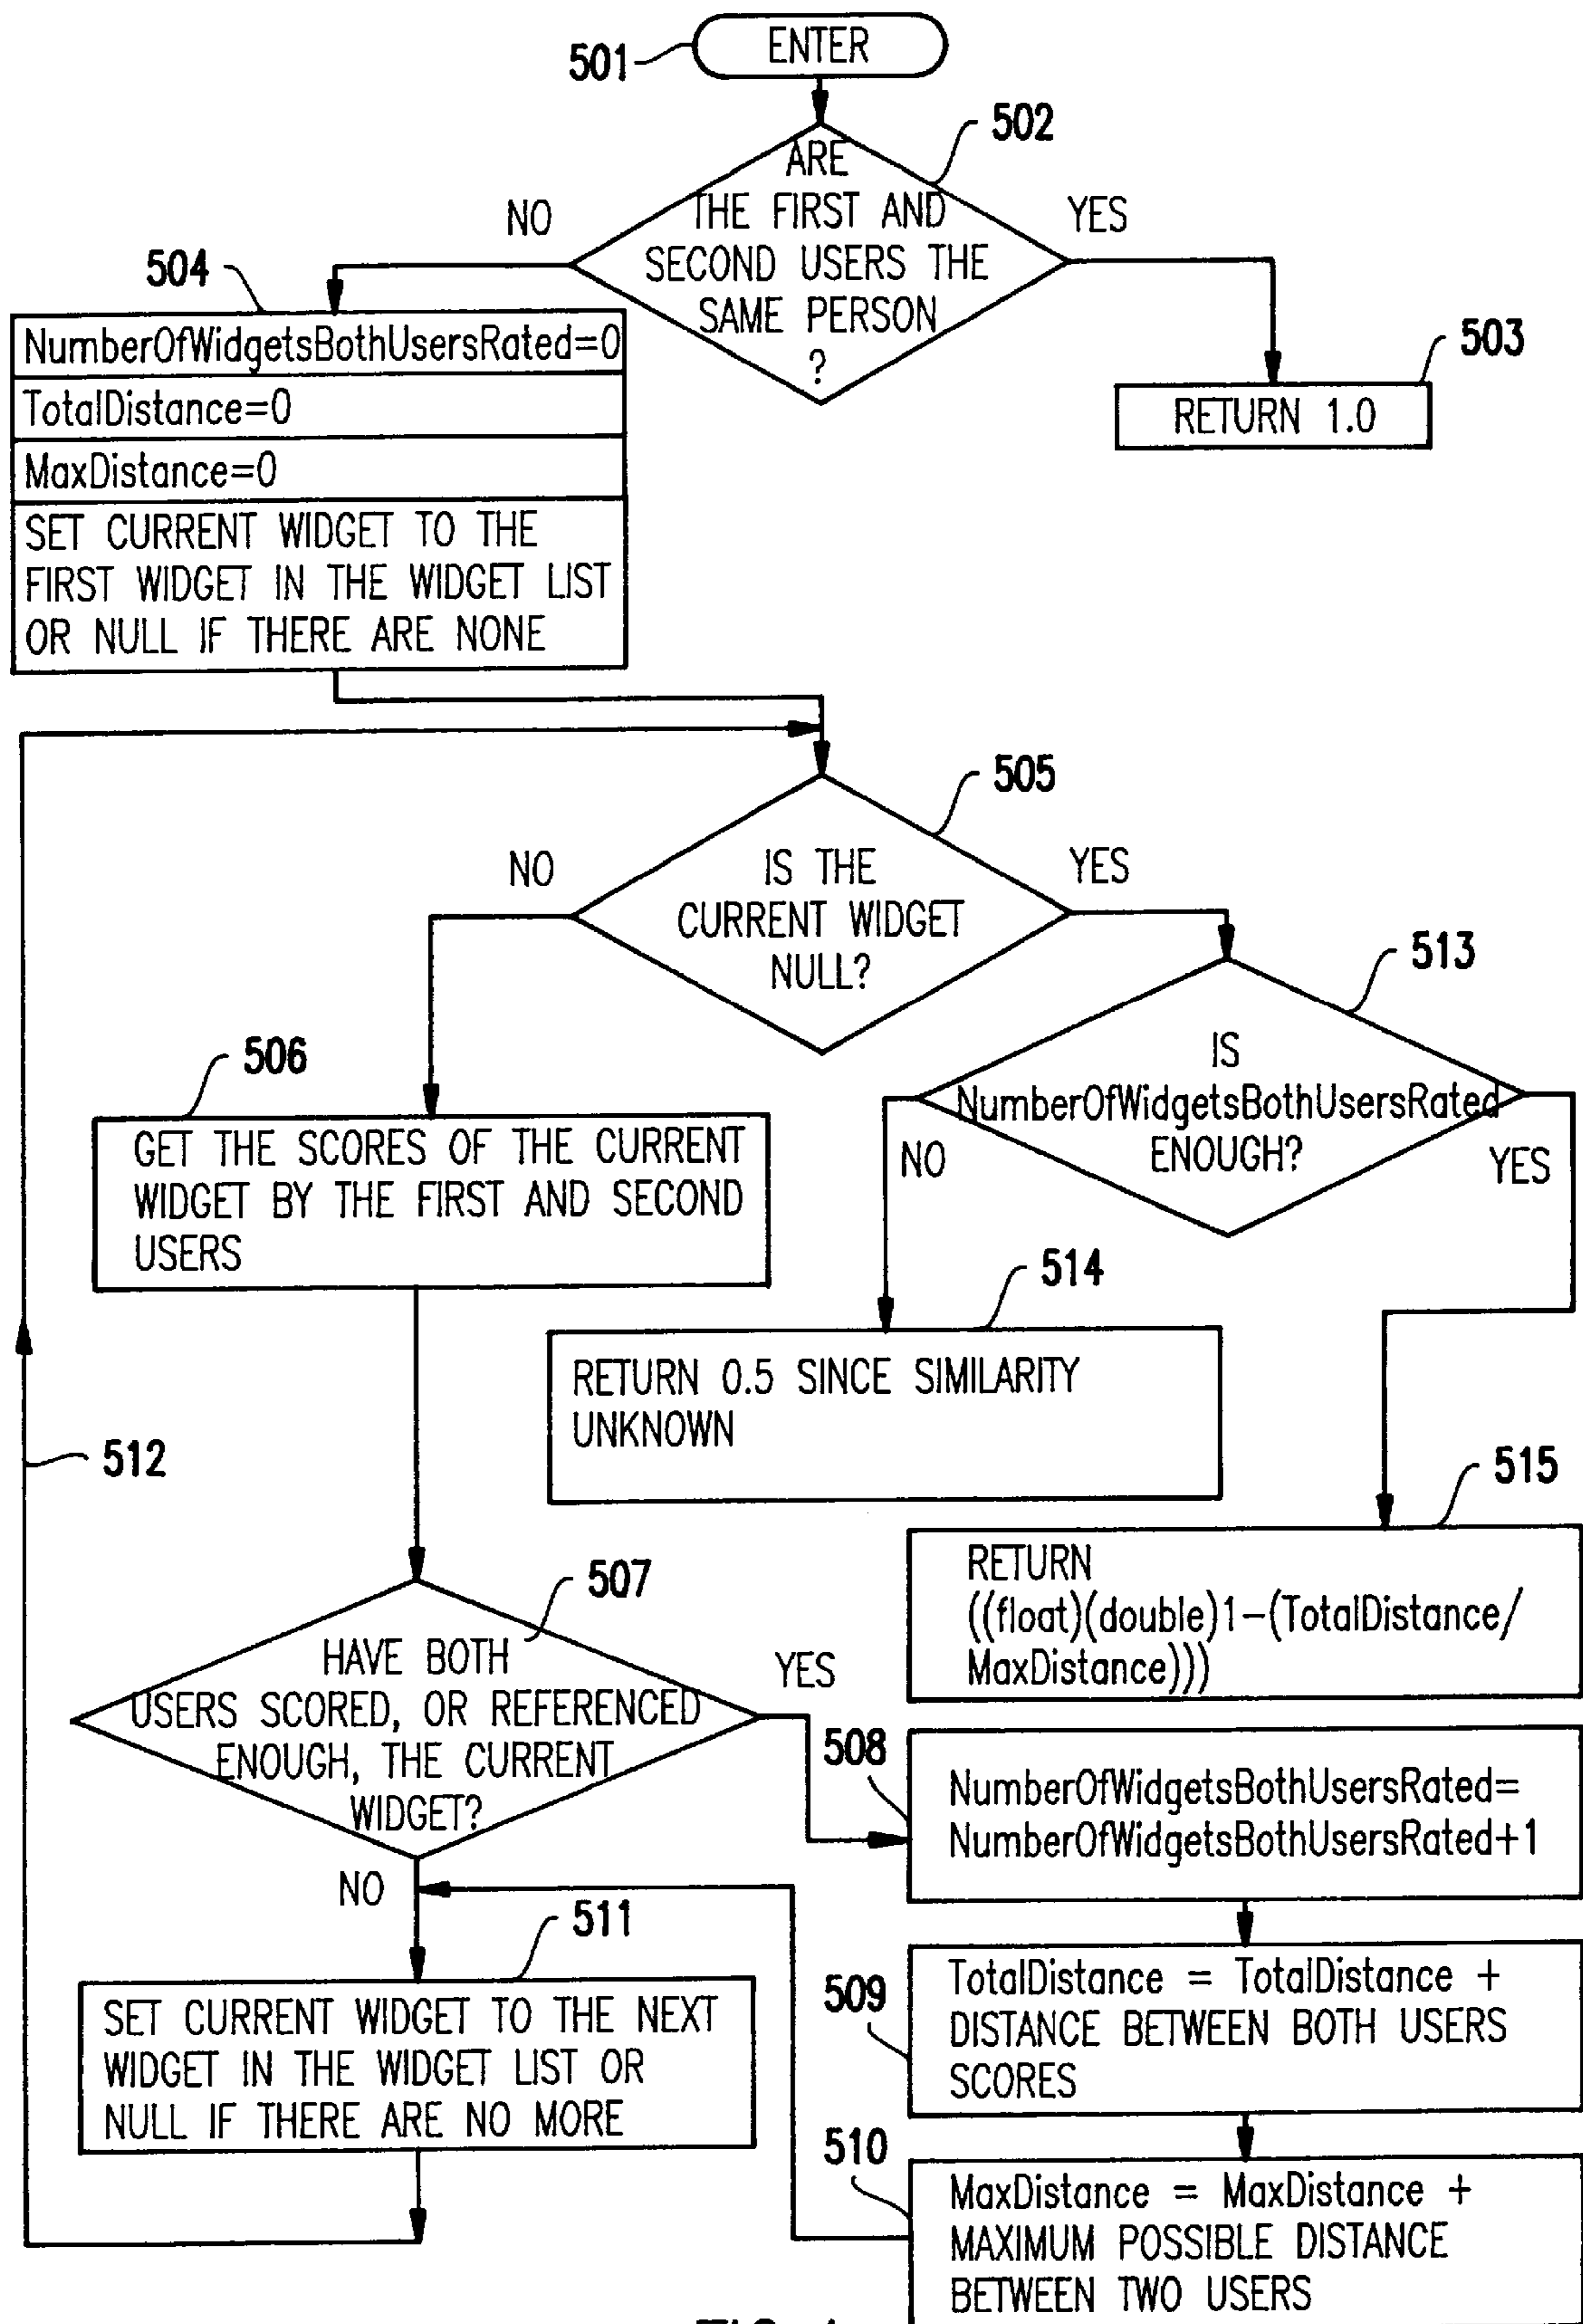 501
ENTER
502
ARE
THE FIRST AND
SECOND USERS THE
SAME PERSON
?
NO
YES
503
RETURN 1.0
504
NumberOfWidgetsBothUsersRated=0
TotalDistance=0
MaxDistance=0
SET CURRENT WIDGET TO THE
FIRST WIDGET IN THE WIDGET LIST
OR NULL IF THERE ARE NONE
505
IS THE
CURRENT WIDGET
NULL?
NO
YES
506
GET THE SCORES OF THE CURRENT
WIDGET BY THE FIRST AND SECOND
USERS
513
IS
NumberOfWidgetsBothUsersRated
ENOUGH?
NO
YES
514
RETURN 0.5 SINCE SIMILARITY
UNKNOWN
515
RETURN
((float)(double)1-(TotalDistance/
MaxDistance)))
512
507
HAVE BOTH
USERS SCORED, OR REFERENCED
ENOUGH, THE CURRENT
WIDGET?
YES
NO
508
NumberOfWidgetsBothUsersRated=
NumberOfWidgetsBothUsersRated+1
509
TotalDistance = TotalDistance +
DISTANCE BETWEEN BOTH USERS
SCORES
510
MaxDistance = MaxDistance +
MAXIMUM POSSIBLE DISTANCE
BETWEEN TWO USERS
511
SET CURRENT WIDGET TO THE NEXT
WIDGET IN THE WIDGET LIST OR
NULL IF THERE ARE NO MORE